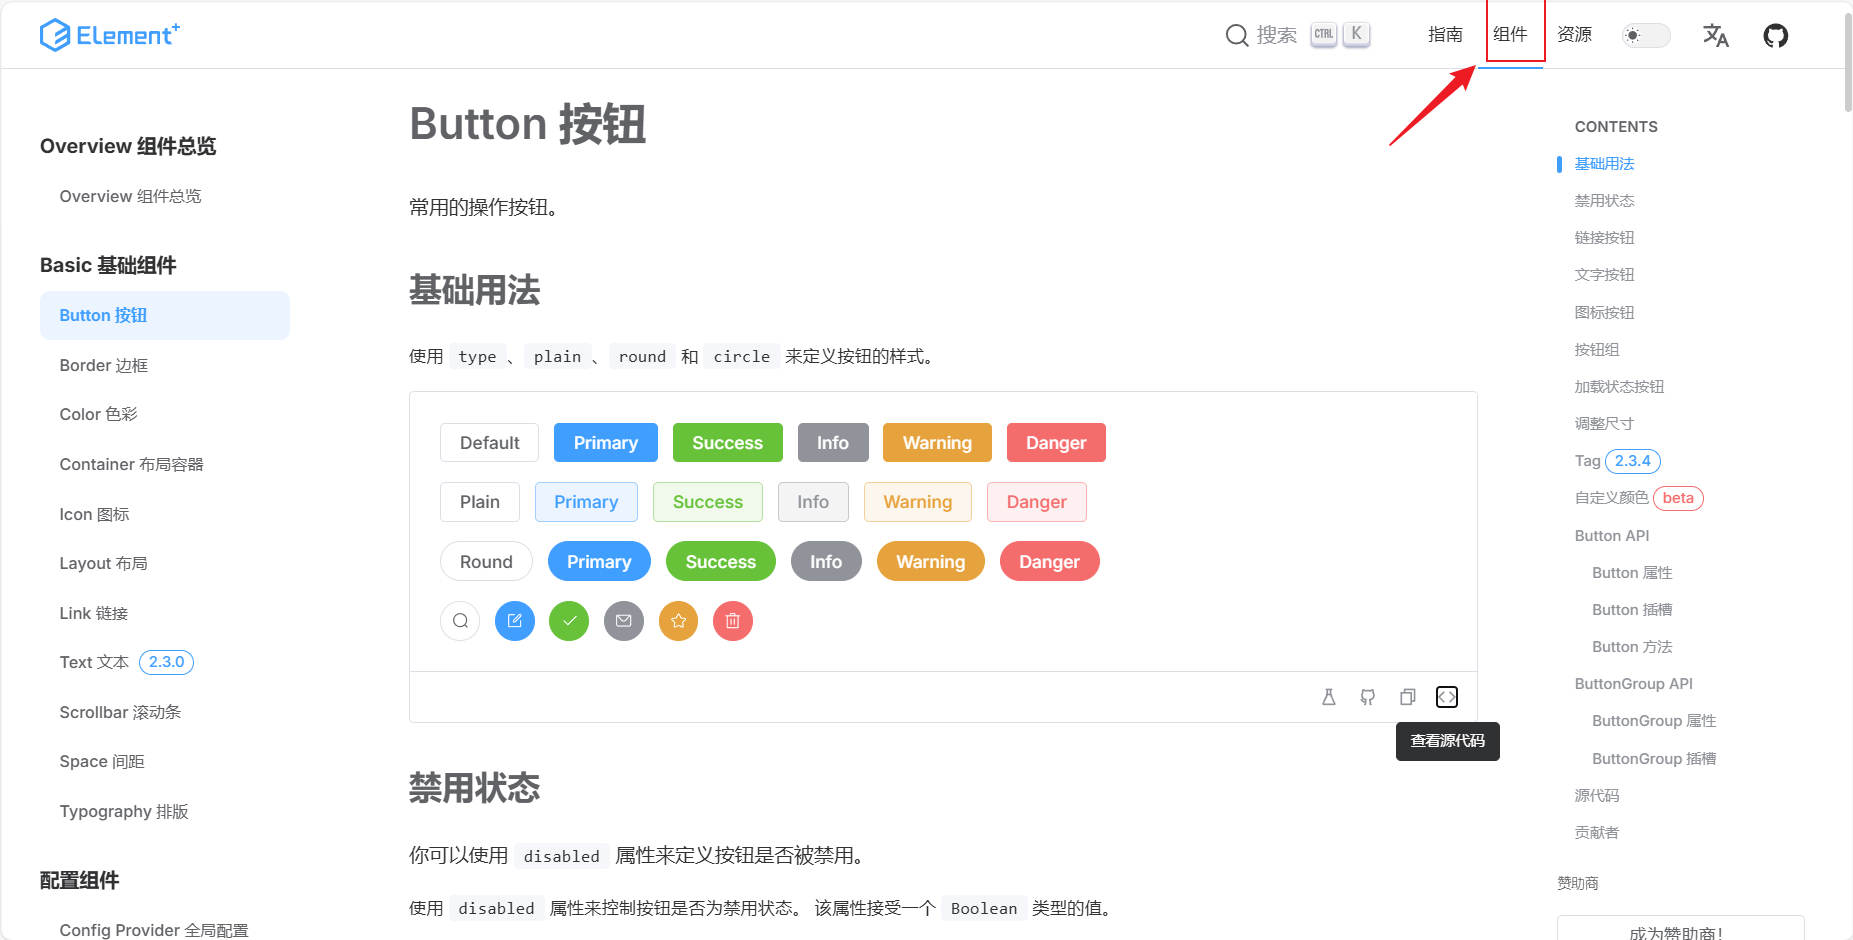 Element+
搜索 CTRL K
指南
组件
资源
Overview 组件总览
Overview 组件总览
Basic 基础组件
Button 按钮
Border 边框
Color 色彩
Container 布局容器
Icon 图标
Layout 布局
Link 链接
Text 文本 2.3.0
Scrollbar 滚动条
Space 间距
Typography 排版
配置组件
Config Provider 全局配置
Button 按钮
常用的操作按钮。
基础用法
使用 type 、 plain 、 round 和 circle 来定义按钮的样式。
Default Primary Success Info Warning Danger
Plain Primary Success Info Warning Danger
Round Primary Success Info Warning Danger
查看源代码
禁用状态
你可以使用 disabled 属性来定义按钮是否被禁用。
使用 disabled 属性来控制按钮是否为禁用状态。 该属性接受一个 Boolean 类型的值。
CONTENTS
基础用法
禁用状态
链接按钮
文字按钮
图标按钮
按钮组
加载状态按钮
调整尺寸
Tag 2.3.4
自定义颜色 beta
Button API
Button 属性
Button 插槽
Button 方法
ButtonGroup API
ButtonGroup 属性
ButtonGroup 插槽
源代码
贡献者
赞助商
成为赞助商!